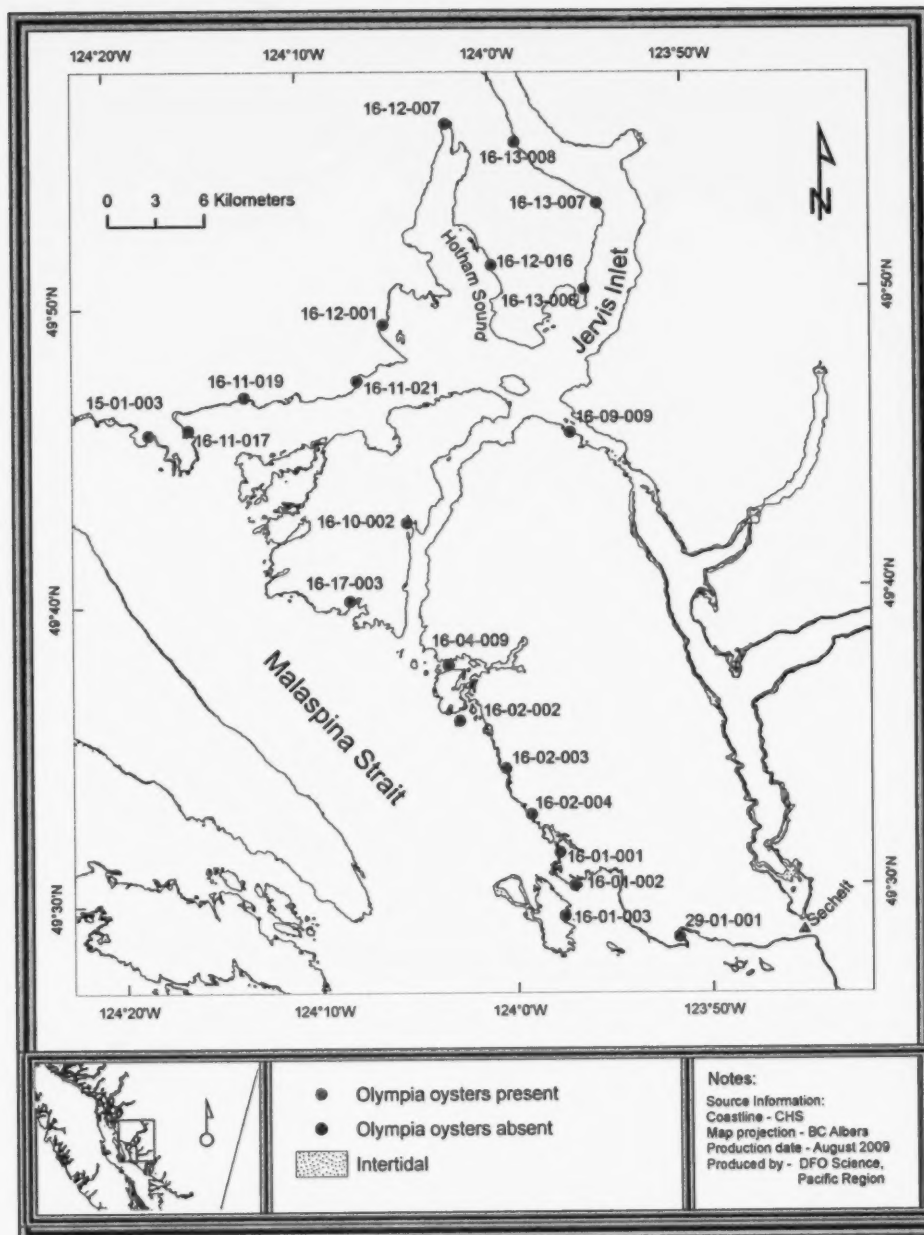 124°20'W
124°10'W
124°0'W
123°50'W
16-12-007
16-13-008
0 3 6 Kilometers
16-13-007
N
Hotham Sound
16-12-016
Jervis Inlet
16-13-006
49°50'N
49°50'N
16-12-001
16-11-019
16-11-021
15-01-003
16-11-017
16-09-009
16-10-002
16-17-003
49°40'N
49°40'N
16-04-009
Malaspina Strait
16-02-002
16-02-003
16-02-004
16-01-001
16-01-002
49°30'N
49°30'N
16-01-003
29-01-001
Sechelt
124°20'W
124°10'W
124°0'W
123°50'W
Olympia oysters present
Olympia oysters absent
Intertidal
Notes:
Source Information:
Coastline - CHS
Map projection - BC Albers
Production date - August 2009
Produced by - DFO Science,
Pacific Region